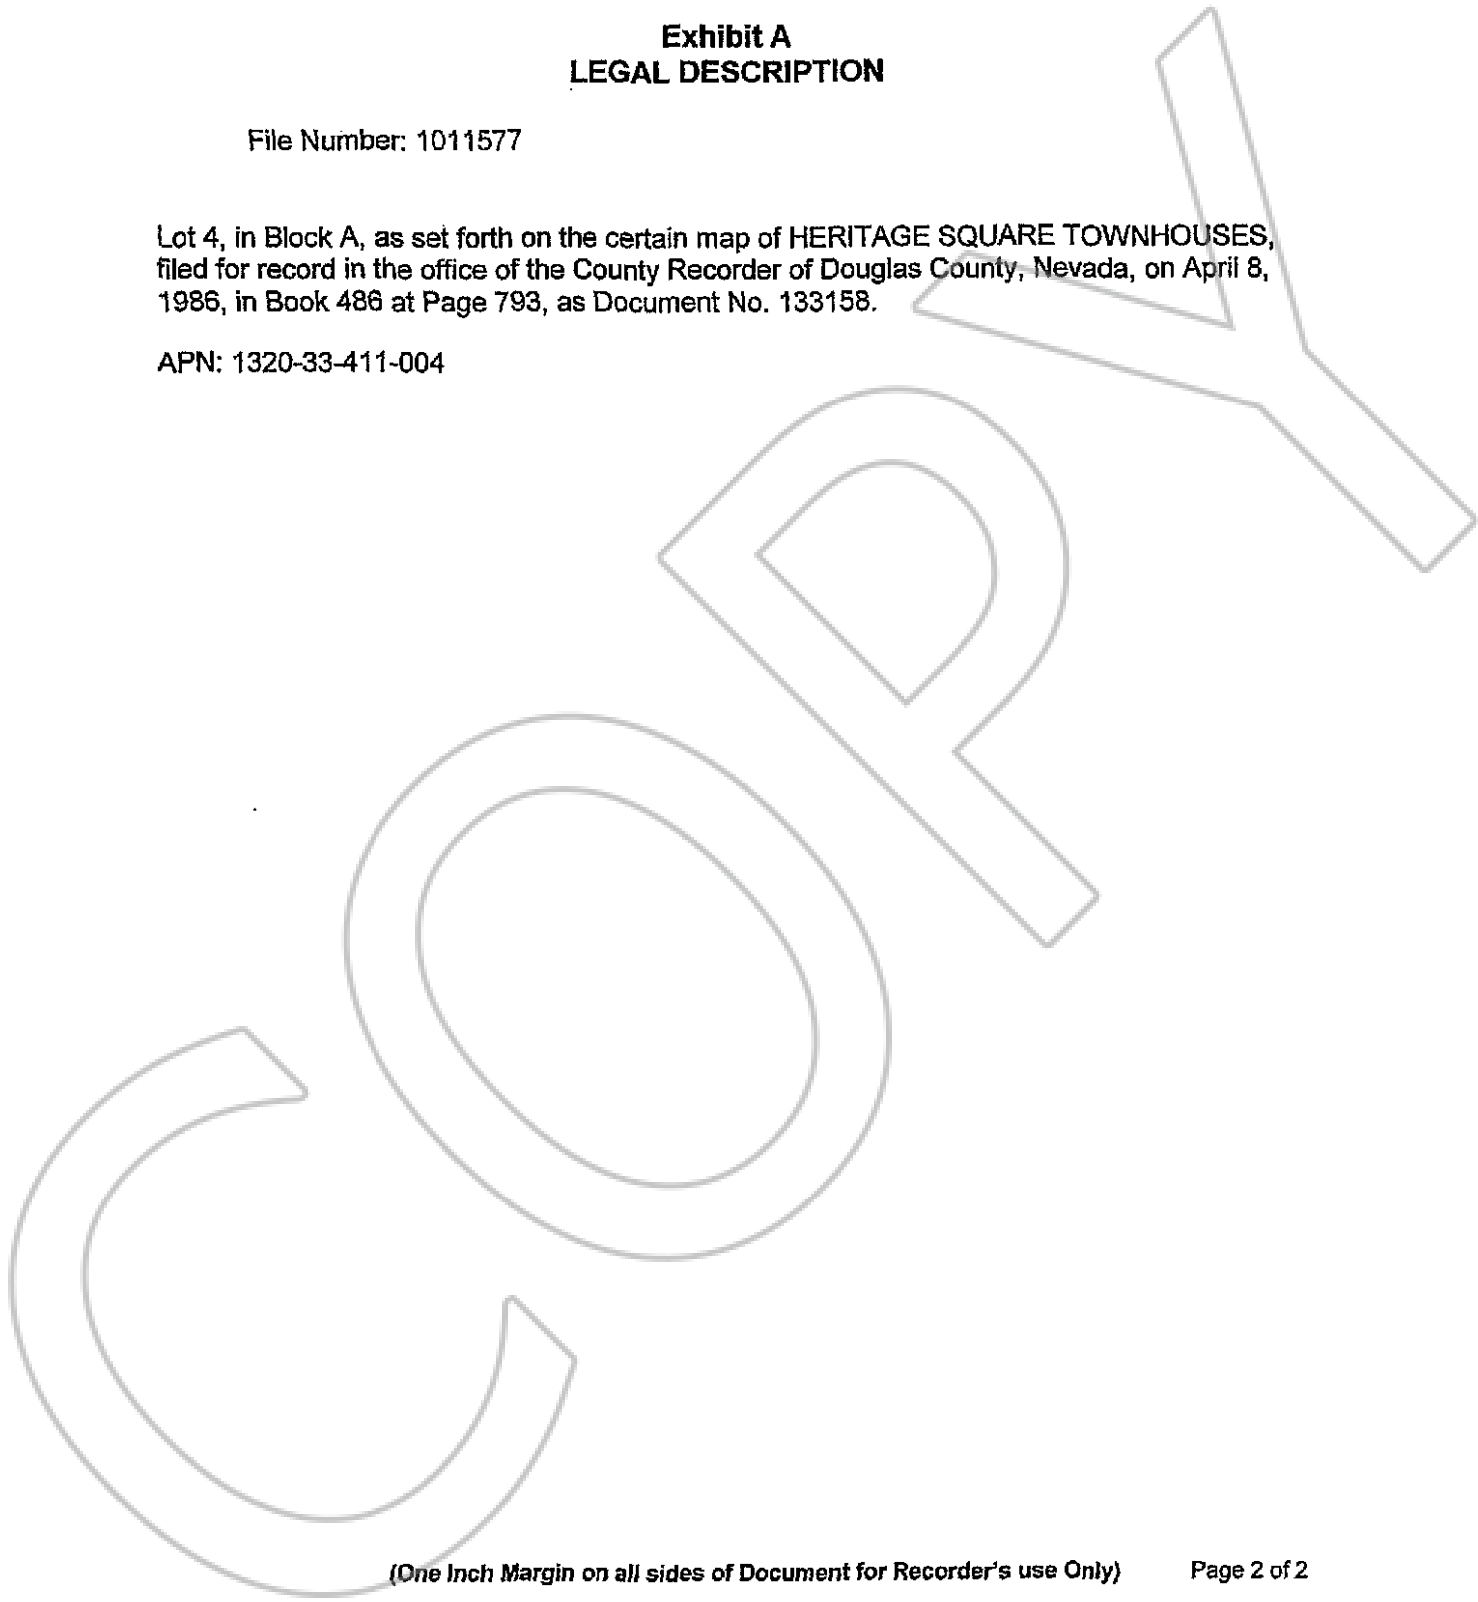 Exhibit A
LEGAL DESCRIPTION
File Number: 1011577
Lot 4, in Block A, as set forth on the certain map of HERITAGE SQUARE TOWNHOUSES,
filed for record in the office of the County Recorder of Douglas County, Nevada, on April 8,
1986, in Book 486 at Page 793, as Document No. 133158.
APN: 1320-33-411-004
COPY
(One Inch Margin on all sides of Document for Recorder's use Only) Page 2 of 2